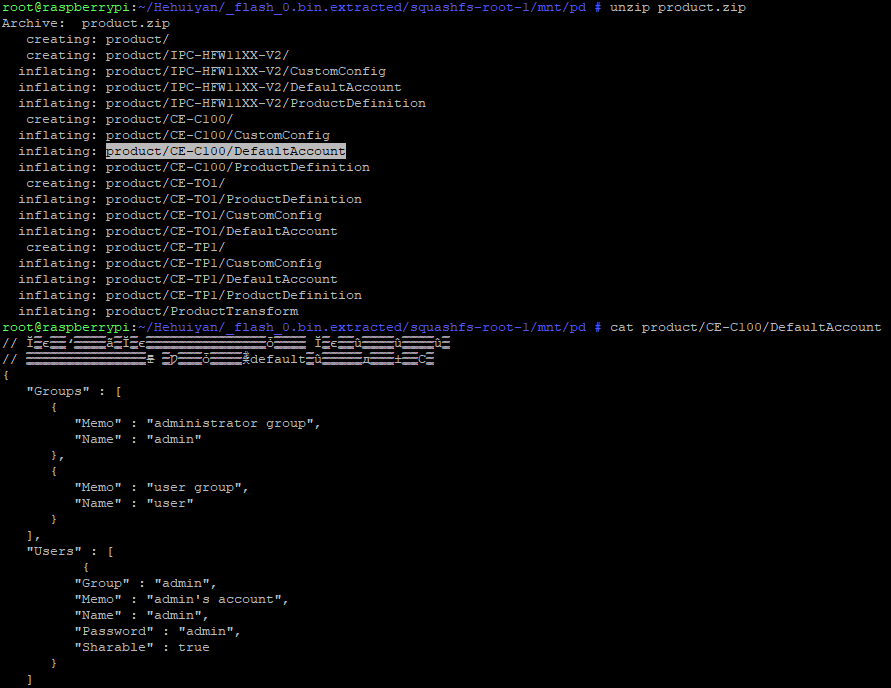 root@raspberrypi:~/Hehuiyan/_flash_0.bin.extracted/squashfs-root-1/mnt/pd # unzip product.zip
Archive:  product.zip
   creating: product/
   creating: product/IPC-HFW11XX-V2/
  inflating: product/IPC-HFW11XX-V2/CustomConfig
  inflating: product/IPC-HFW11XX-V2/DefaultAccount
  inflating: product/IPC-HFW11XX-V2/ProductDefinition
   creating: product/CE-C100/
  inflating: product/CE-C100/CustomConfig
  inflating: product/CE-C100/DefaultAccount
  inflating: product/CE-C100/ProductDefinition
   creating: product/CE-TO1/
  inflating: product/CE-TO1/ProductDefinition
  inflating: product/CE-TO1/CustomConfig
  inflating: product/CE-TO1/DefaultAccount
   creating: product/CE-TP1/
  inflating: product/CE-TP1/CustomConfig
  inflating: product/CE-TP1/DefaultAccount
  inflating: product/CE-TP1/ProductDefinition
  inflating: product/ProductTransform
root@raspberrypi:~/Hehuiyan/_flash_0.bin.extracted/squashfs-root-1/mnt/pd # cat product/CE-C100/DefaultAccount
//
// default
{
   "Groups" : [
      {
         "Memo" : "administrator group",
         "Name" : "admin"
      },
      {
         "Memo" : "user group",
         "Name" : "user"
      }
   ],
   "Users" : [
          {
         "Group" : "admin",
         "Memo" : "admin's account",
         "Name" : "admin",
         "Password" : "admin",
         "Sharable" : true
      }
   ]